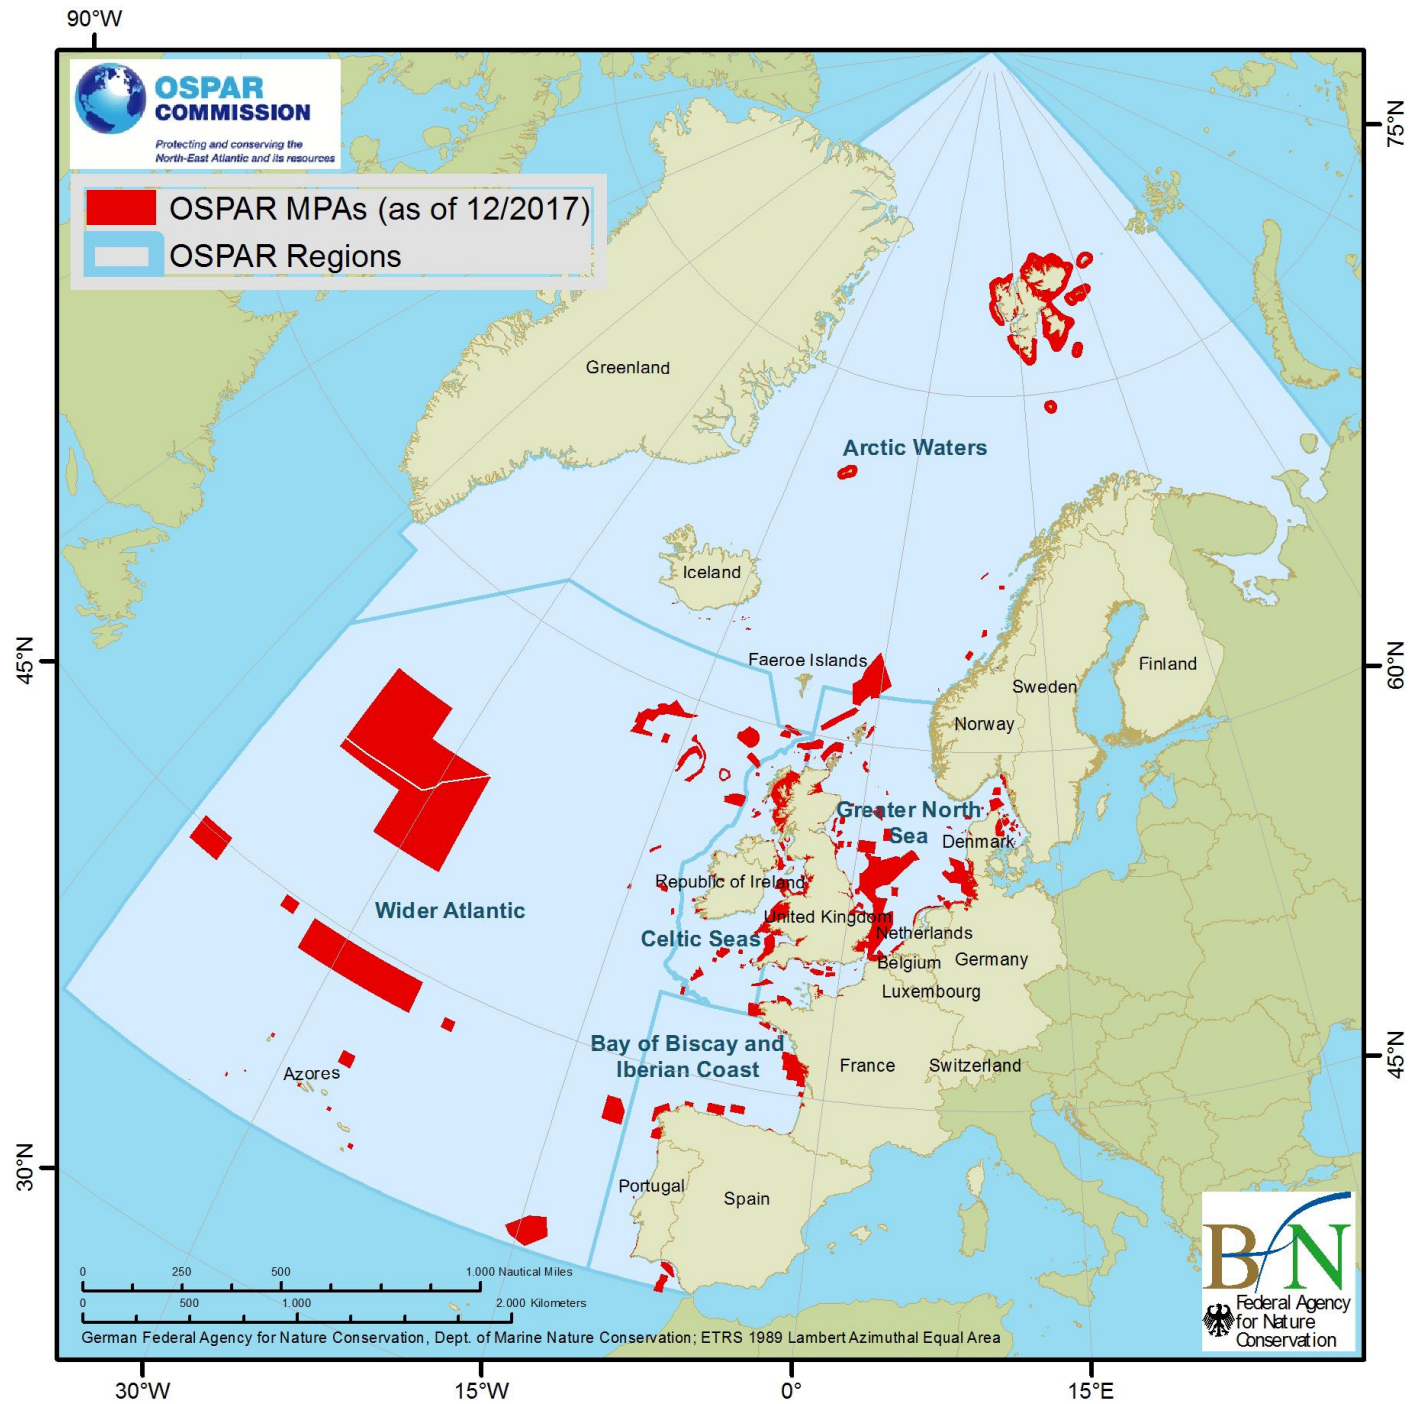 90°W
OSPAR
COMMISSION
Protecting and conserving the
North-East Atlantic and its resources
75°N
OSPAR MPAs (as of 12/2017)
OSPAR Regions
Greenland
Arctic Waters
Iceland
45°N
Faeroe Islands
Finland
60°N
Sweden
Norway
Greater North
Sea
Denmark
Republic of Ireland
Wider Atlantic
United Kingdom
Celtic Seas
Netherlands
Belgium
Germany
Luxembourg
Bay of Biscay and
Iberian Coast
France
Switzerland
45°N
Azores
30°N
Portugal
Spain
0 250 500 1.000 Nautical Miles
0 500 1.000 2.000 Kilometers
German Federal Agency for Nature Conservation, Dept. of Marine Nature Conservation; ETRS 1989 Lambert Azimuthal Equal Area
BfN
Federal Agency
for Nature
Conservation
30°W
15°W
0°
15°E